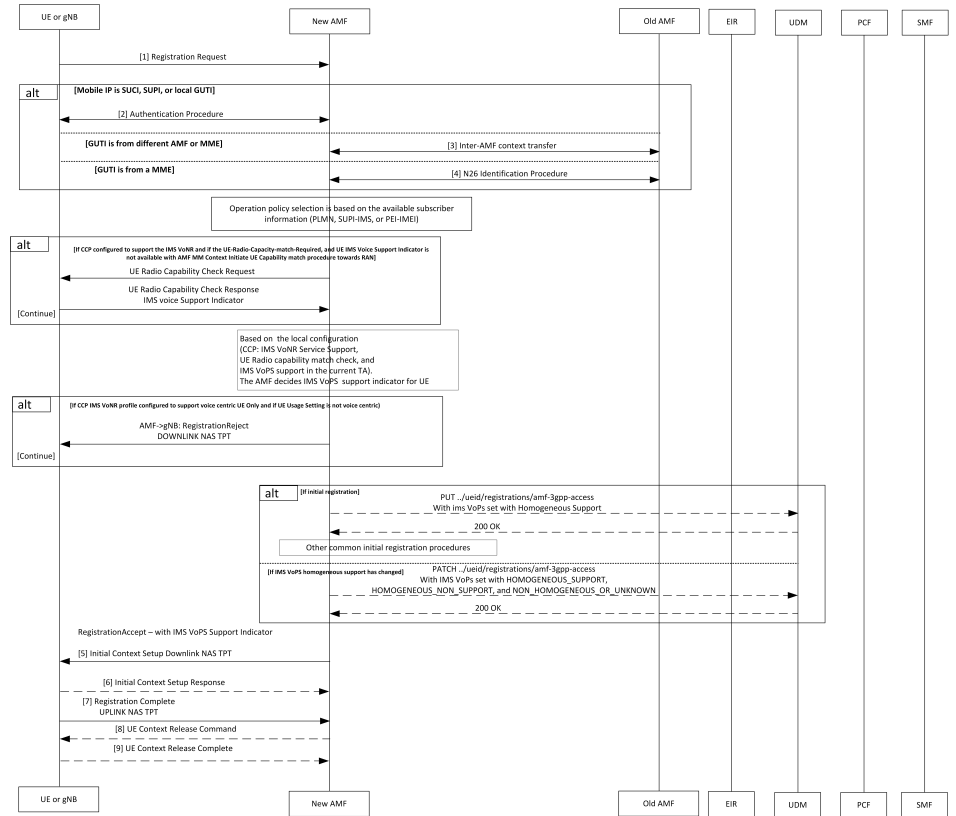 UE or gNB
New AMF
Old AMF
EIR
UDM
PCF
SMF
[1] Registration Request
alt
[Mobile IP is SUCI, SUPI, or local GUTI]
[2] Authentication Procedure
[GUTI is from different AMF or MME]
[3] Inter-AMF context transfer
[GUTI is from a MME]
[4] N26 Identification Procedure
Operation policy selection is based on the available subscriber
information (PLMN, SUPI-IMS, or PEI-IMEI)
alt
[If CCP configured to support the IMS VoNR and if the UE-Radio-Capacity-match-Required, and UE IMS Voice Support Indicator is
not available with AMF MM Context Initiate UE Capability match procedure towards RAN]
UE Radio Capability Check Request
UE Radio Capability Check Response
IMS voice Support Indicator
[Continue]
Based on the local configuration
(CCP: IMS VoNR Service Support,
UE Radio capability match check, and
IMS VoPS support in the current TA).
The AMF decides IMS VoPS support indicator for UE
alt
[If CCP IMS VoNR profile configured to support voice centric UE Only and if UE Usage Setting is not voice centric)
AMF->gNB: RegistrationReject
DOWNLINK NAS TPT
[Continue]
alt
[If initial registration]
PUT ../ueid/registrations/amf-3gpp-access
With ims VoPs set with Homogeneous Support
200 OK
Other common initial registration procedures
[If IMS VoPS homogeneous support has changed]
PATCH ../ueid/registrations/amf-3gpp-access
With IMS VoPs set with HOMOGENEOUS_SUPPORT,
HOMOGENEOUS_NON_SUPPORT, and NON_HOMOGENEOUS_OR_UNKNOWN
200 OK
RegistrationAccept – with IMS VoPS Support Indicator
[5] Initial Context Setup Downlink NAS TPT
[6] Initial Context Setup Response
[7] Registration Complete
UPLINK NAS TPT
[8] UE Context Release Command
[9] UE Context Release Complete
UE or gNB
New AMF
Old AMF
EIR
UDM
PCF
SMF